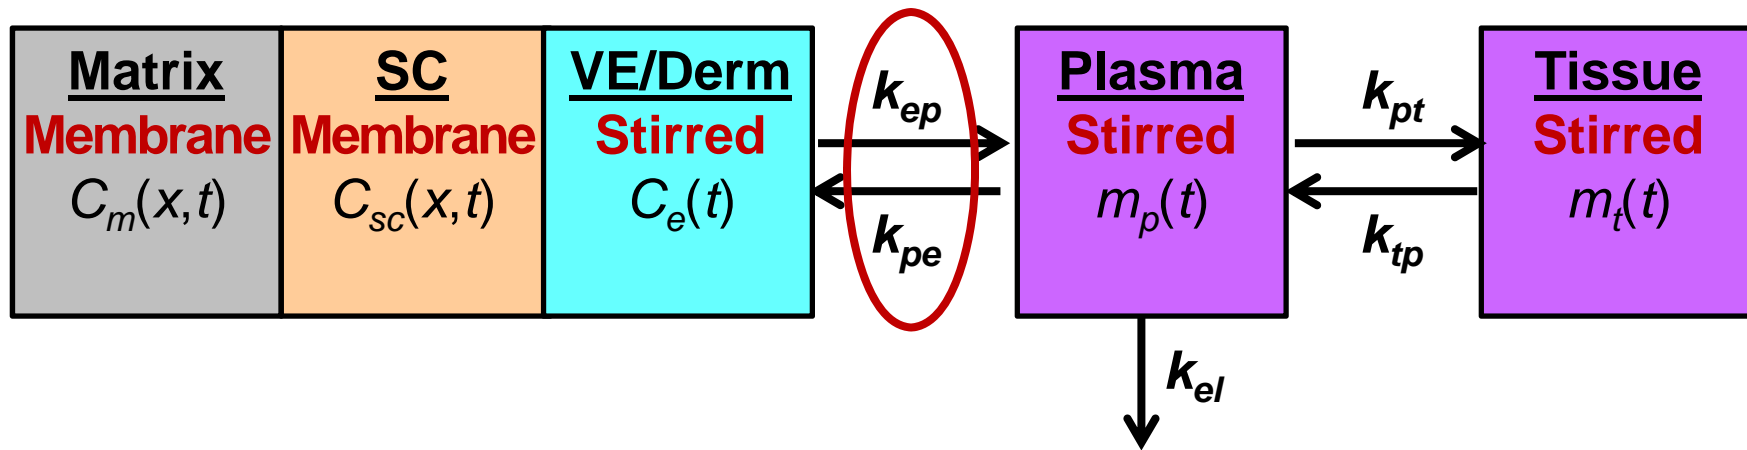 Matrix
Membrane
Cm(x,t)
SC
Membrane
Csc(x,t)
VE/Derm
Stirred
Ce(t)
kep
kpe
Plasma
Stirred
mp(t)
kel
kpt
ktp
Tissue
Stirred
mt(t)